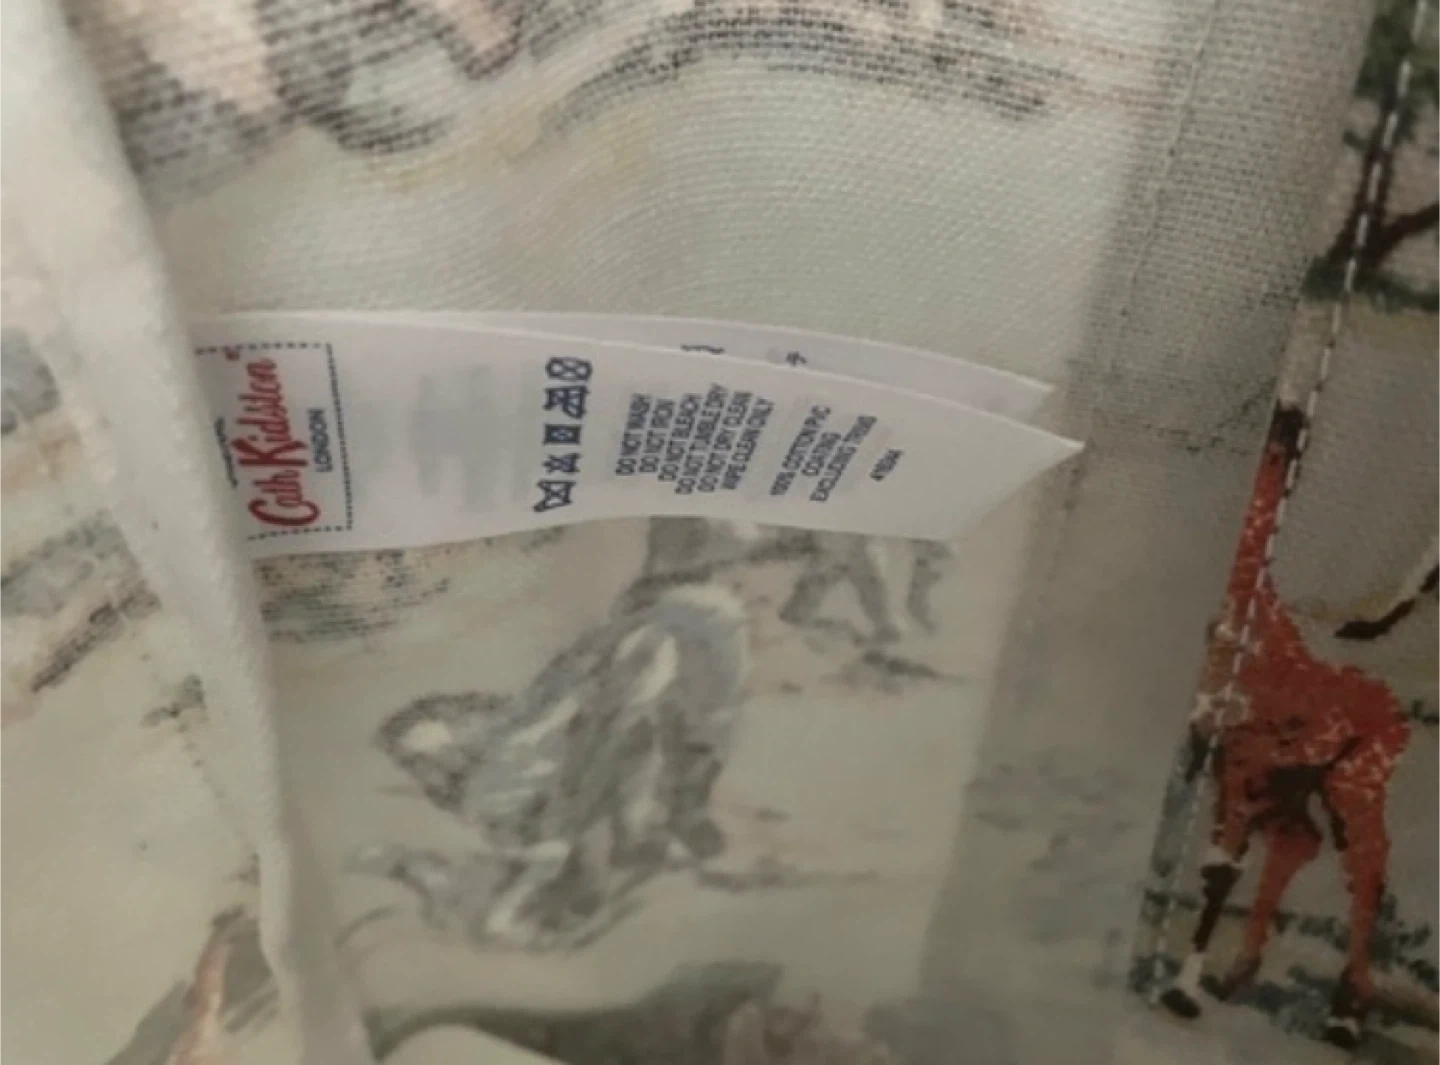 Cath Kidston
LONDON
DO NOT WASH
DO NOT IRON
DO NOT BLEACH
DO NOT TUMBLE DRY
DO NOT DRY CLEAN
WIPE CLEAN ONLY
100% COTTON PVC
COATING
EXCLUDING TRIMS